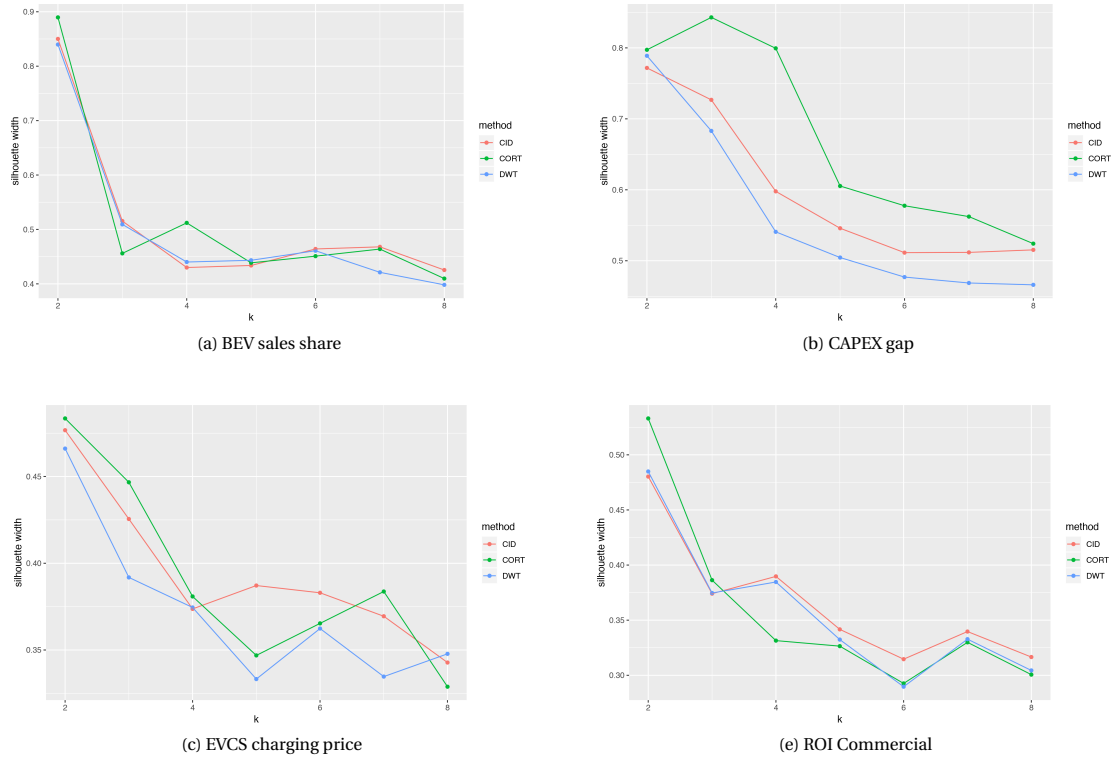 0.9
0.8
0.7
0.6
0.5
0.4
silhouette width
2
4
6
8
k
method
CID
CORT
DWT
(a) BEV sales share
0.8
0.7
0.6
0.5
silhouette width
2
4
6
8
k
method
CID
CORT
DWT
(b) CAPEX gap
0.45
0.40
0.35
silhouette width
2
4
6
8
k
method
CID
CORT
DWT
(c) EVCS charging price
0.50
0.45
0.40
0.35
0.30
silhouette width
2
4
6
8
k
method
CID
CORT
DWT
(e) ROI Commercial